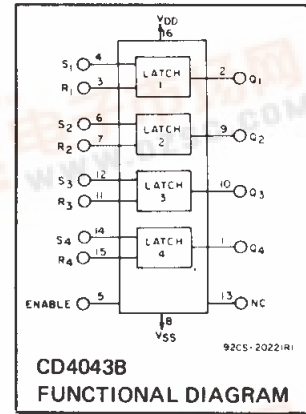 VDD
16
S1 4
R1 3
LATCH
1
2 Q1
S2 6
R2 7
LATCH
2
9 Q2
S3 12
R3 11
LATCH
3
10 Q3
S4 14
R4 15
LATCH
4
1 Q4
ENABLE 5
13 NC
8
VSS
92CS-20221R1
CD4043B
FUNCTIONAL DIAGRAM